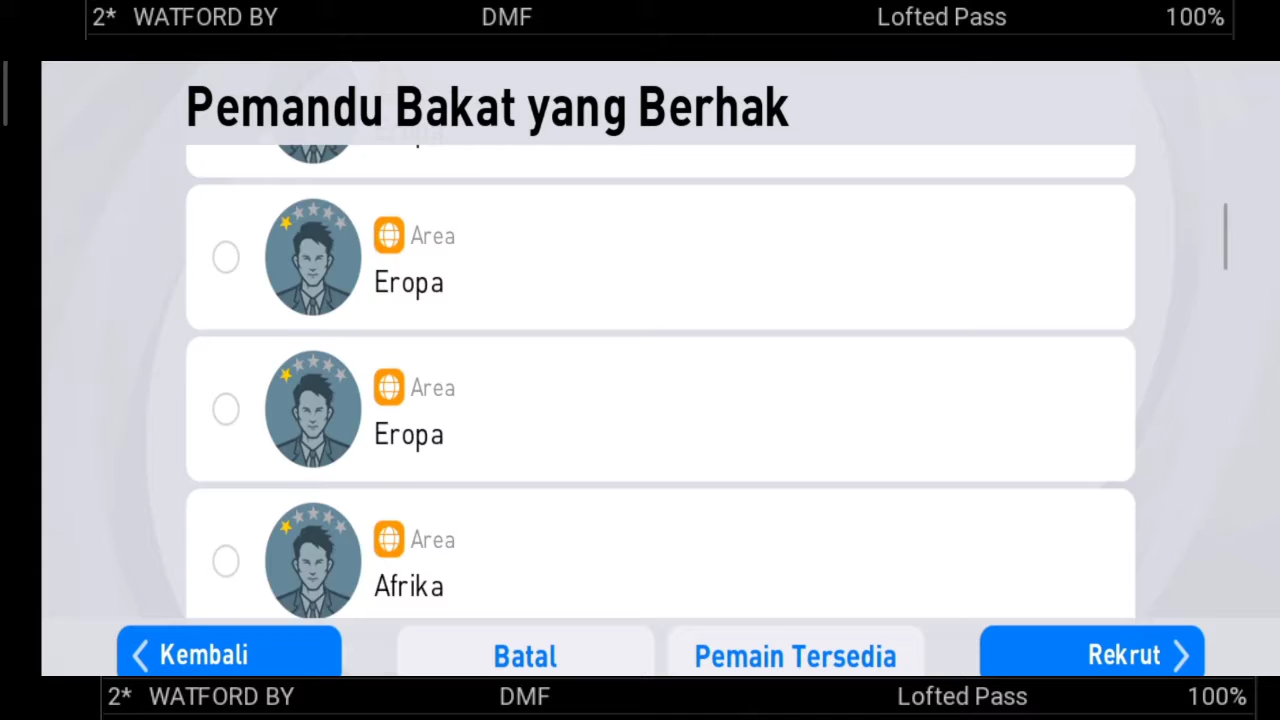 2* WATFORD BY DMF Lofted Pass 100%
Pemandu Bakat yang Berhak
Area
Eropa
Area
Eropa
Area
Afrika
Kembali Batal Pemain Tersedia Rekrut
2* WATFORD BY DMF Lofted Pass 100%